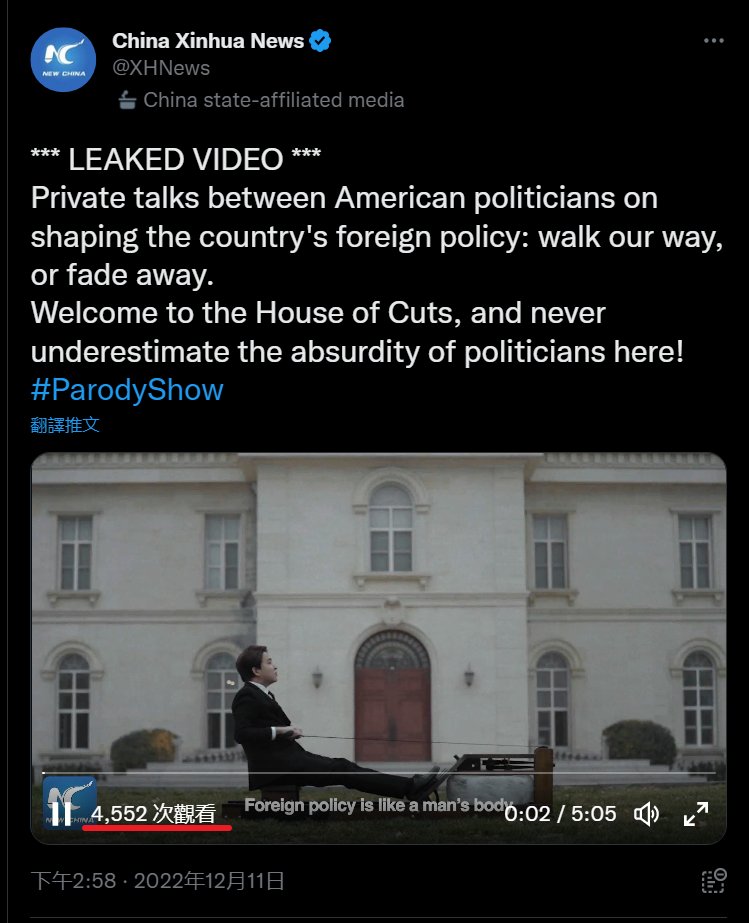 China Xinhua News
@XHNews
China state-affiliated media
NEW CHINA
*** LEAKED VIDEO ***
Private talks between American politicians on
shaping the country's foreign policy: walk our way,
or fade away.
Welcome to the House of Cuts, and never
underestimate the absurdity of politicians here!
#ParodyShow
翻譯推文
Foreign policy is like a man's body
NEW CHINA
4,552 次觀看
0:02 / 5:05
下午2:58 · 2022年12月11日